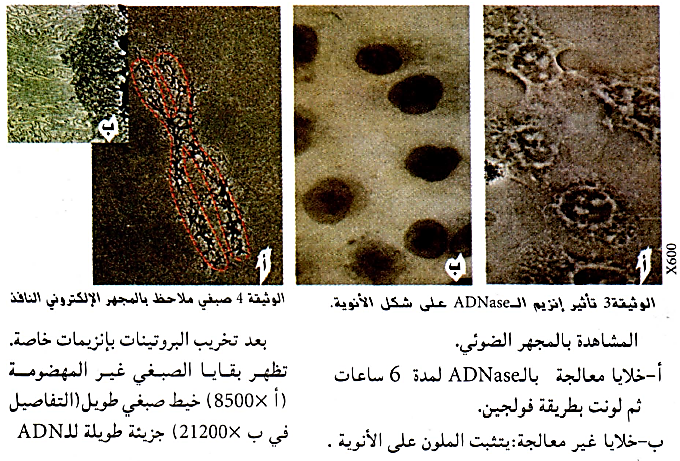 أ
ب
X600
أ
ب
الوثيقة3 تأثير إنزيم الـADNase على شكل الأنوية.
المشاهدة بالمجهر الضوئي.
أ-خلايا معالجة بالـADNase لمدة 6 ساعات
ثم لونت بطريقة فولجين.
ب-خلايا غير معالجة:يتثبت الملون على الأنوية .
الوثيقة 4 صبغي ملاحظ بالمجهر الإلكتروني النافذ
بعد تخريب البروتينات بإنزيمات خاصة.
تظهر بقايا الصبغي غير المهضومة
(أ ×8500) خيط صبغي طويل(التفاصيل
في ب ×21200) جزيئة طويلة للـADN